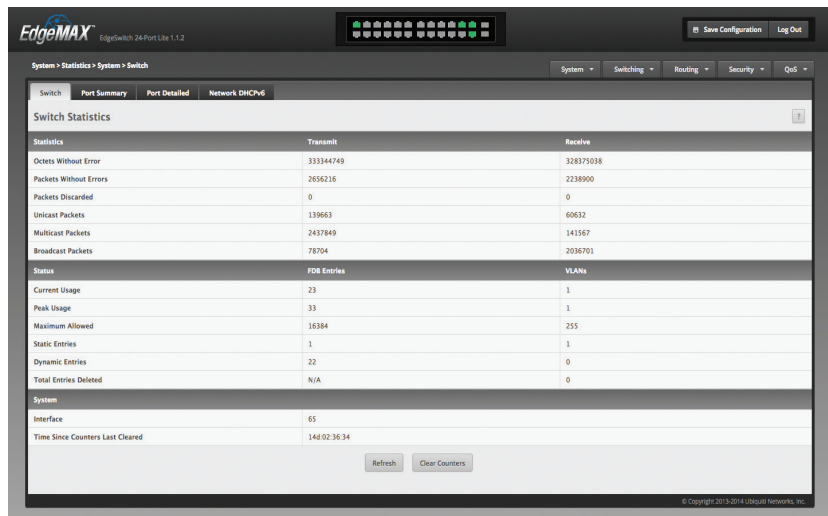 EdgeMAX™ EdgeSwitch 24-Port Lite 1.1.2
Save Configuration Log Out
System > Statistics > System > Switch
System Switching Routing Security QoS
Switch Port Summary Port Detailed Network DHCPv6
Switch Statistics ?
Statistics Transmit Receive
Octets Without Error 333344749 328375038
Packets Without Errors 2656216 2238900
Packets Discarded 0 0
Unicast Packets 139663 60632
Multicast Packets 2437849 141567
Broadcast Packets 78704 2036701
Status FDB Entries VLANs
Current Usage 23 1
Peak Usage 33 1
Maximum Allowed 16384 255
Static Entries 1 1
Dynamic Entries 22 0
Total Entries Deleted N/A 0
System
Interface 65
Time Since Counters Last Cleared 14d:02:36:34
Refresh Clear Counters
© Copyright 2013-2014 Ubiquiti Networks, Inc.